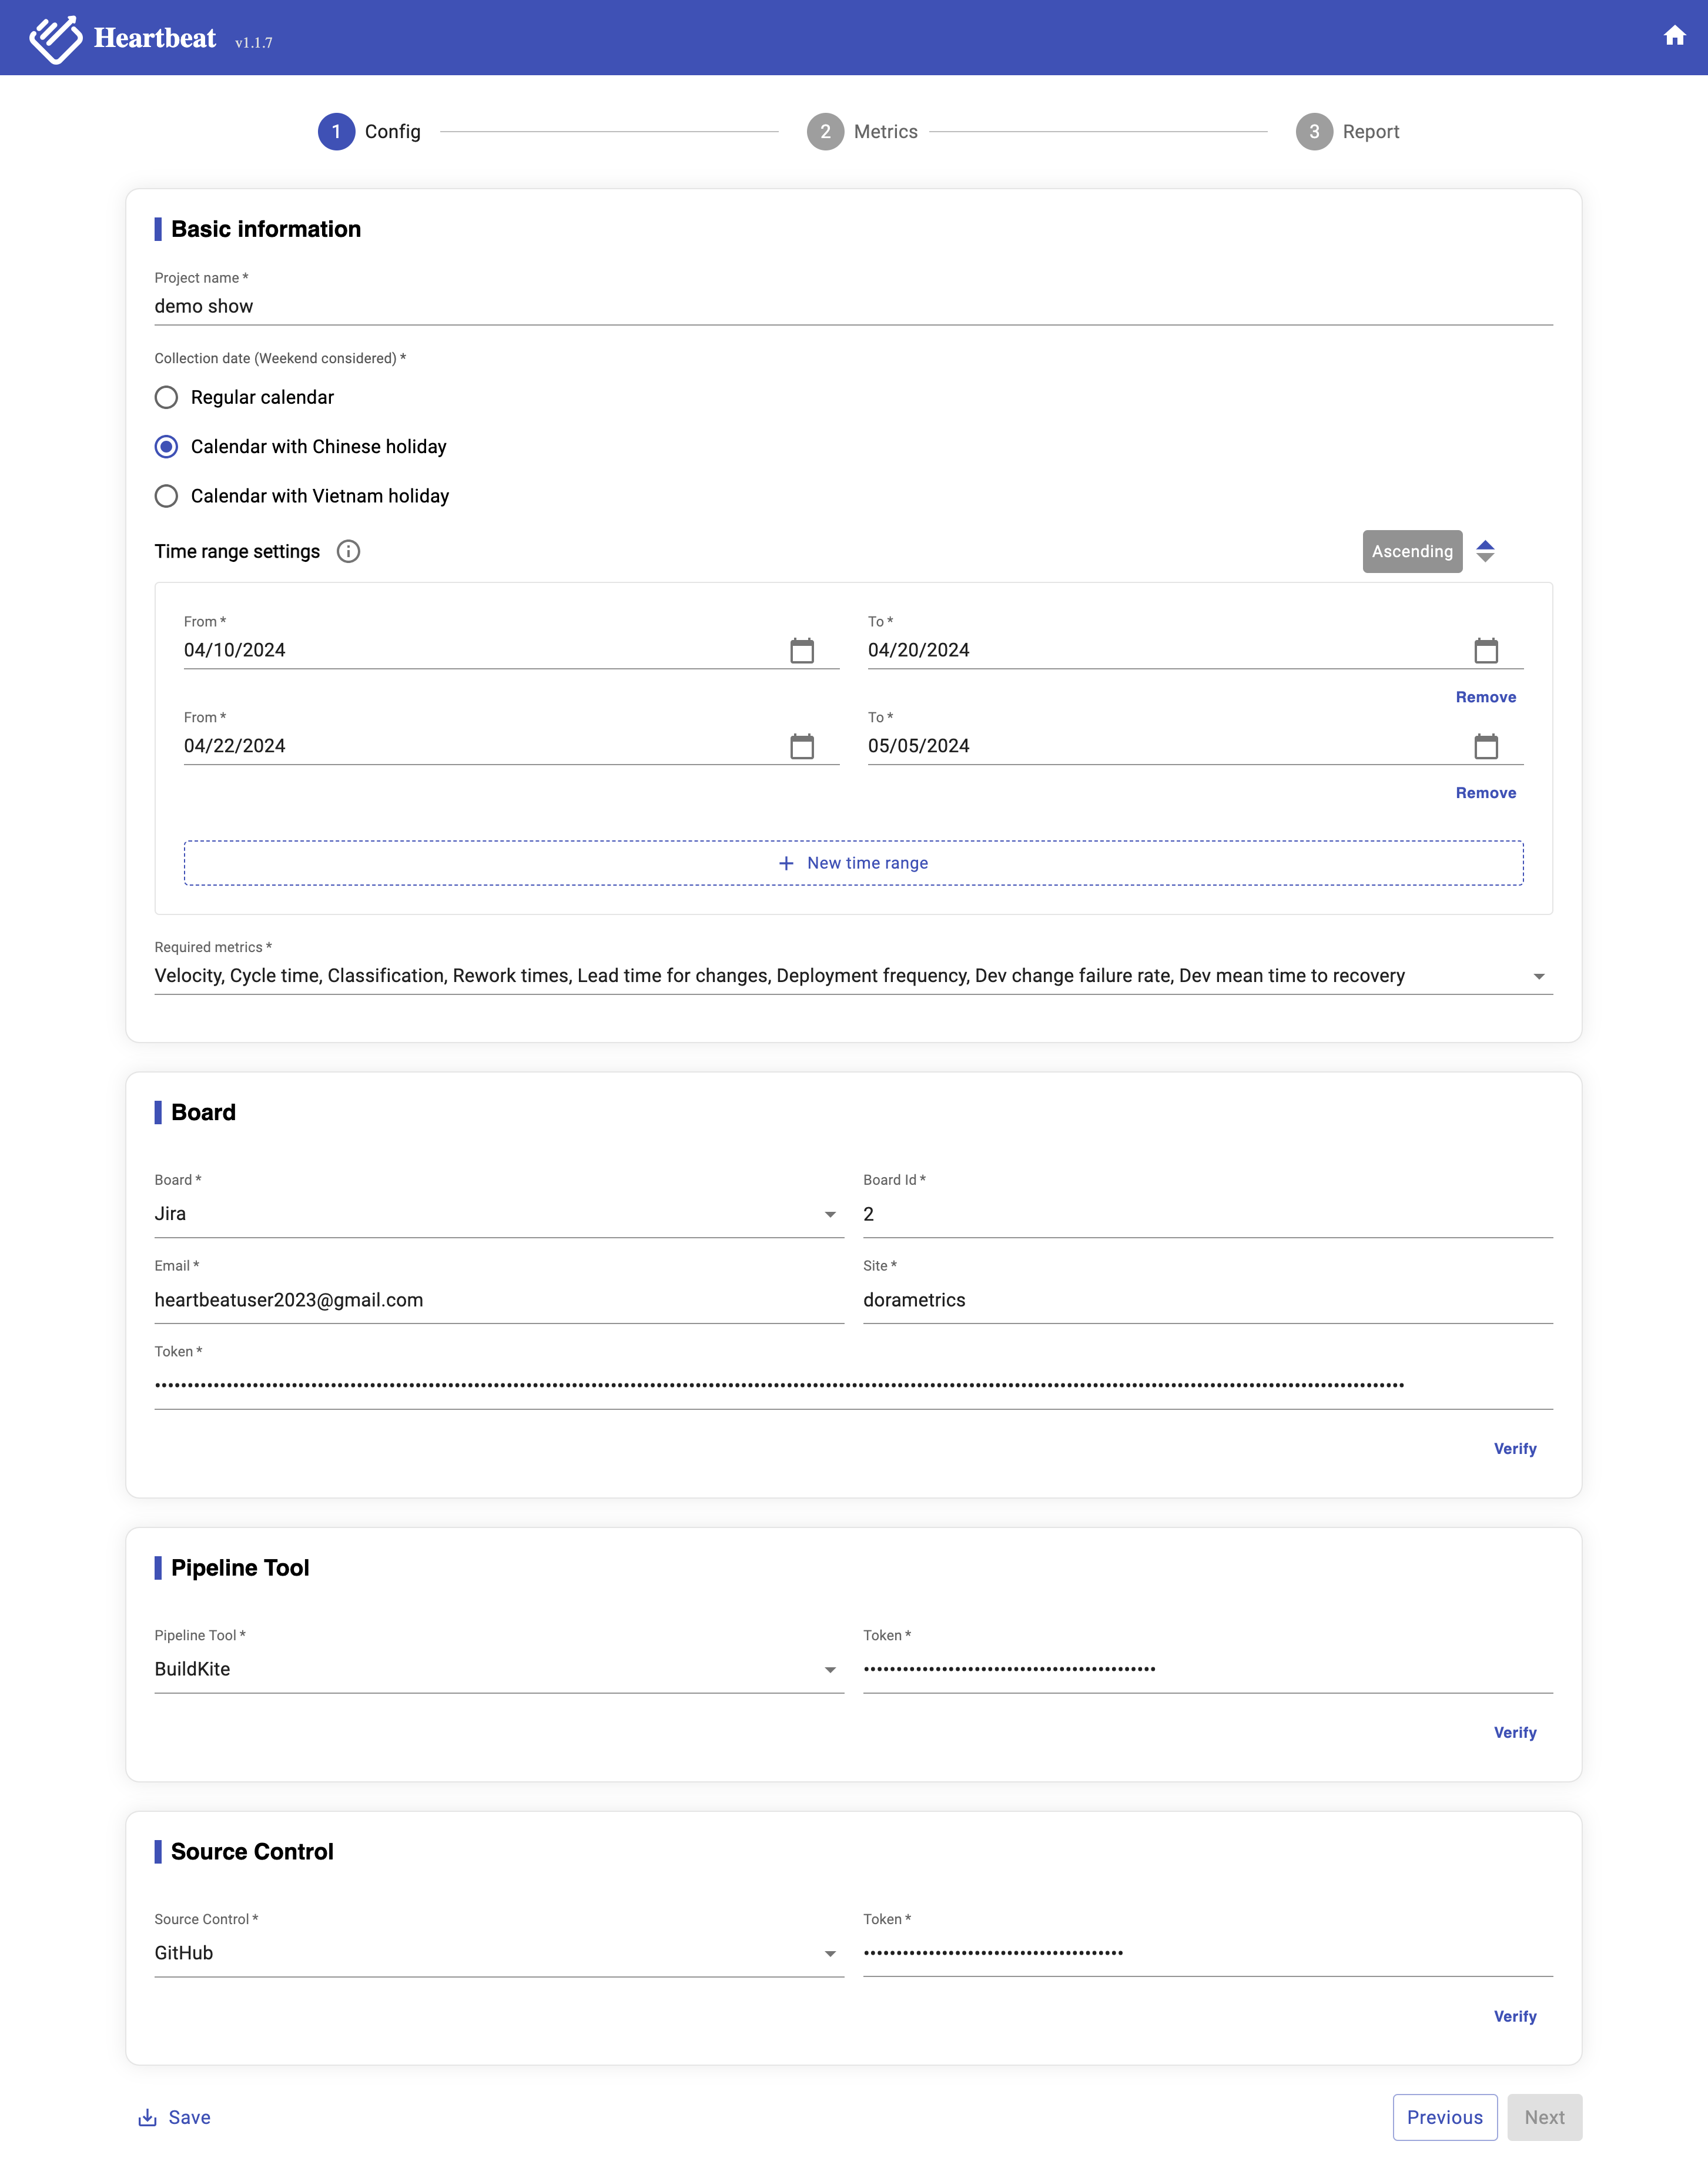 Heartbeat v1.1.7
1 Config 2 Metrics 3 Report
Basic information
Project name *
demo show
Collection date (Weekend considered) *
Regular calendar
Calendar with Chinese holiday
Calendar with Vietnam holiday
Time range settings Ascending
From * To *
04/10/2024 04/20/2024
Remove
From * To *
04/22/2024 05/05/2024
Remove
+ New time range
Required metrics *
Velocity, Cycle time, Classification, Rework times, Lead time for changes, Deployment frequency, Dev change failure rate, Dev mean time to recovery
Board
Board * Board Id *
Jira 2
Email * Site *
heartbeatuser2023@gmail.com dorametrics
Token *
Verify
Pipeline Tool
Pipeline Tool * Token *
BuildKite
Verify
Source Control
Source Control * Token *
GitHub
Verify
Save Previous Next